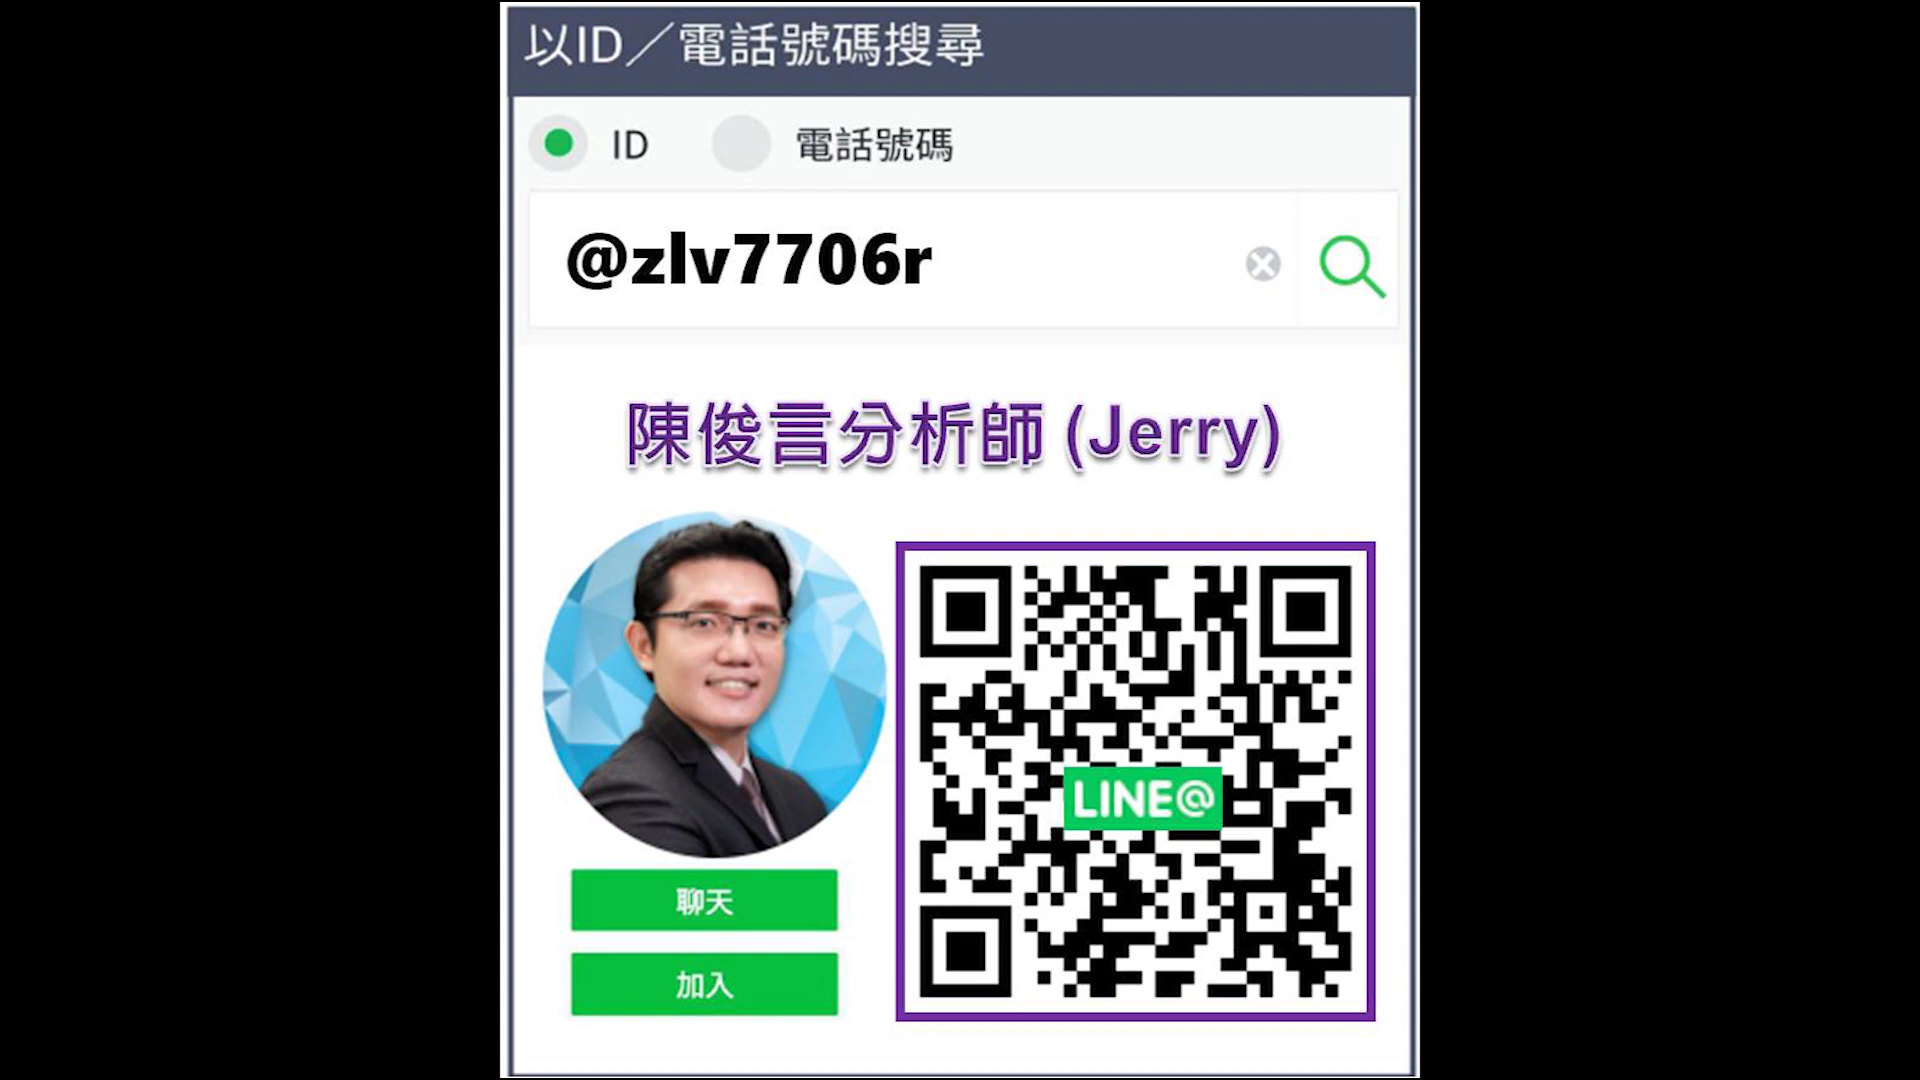 以ID／電話號碼搜尋
ID 電話號碼
@zlv7706r
陳俊言分析師 (Jerry)
LINE@
聊天
加入